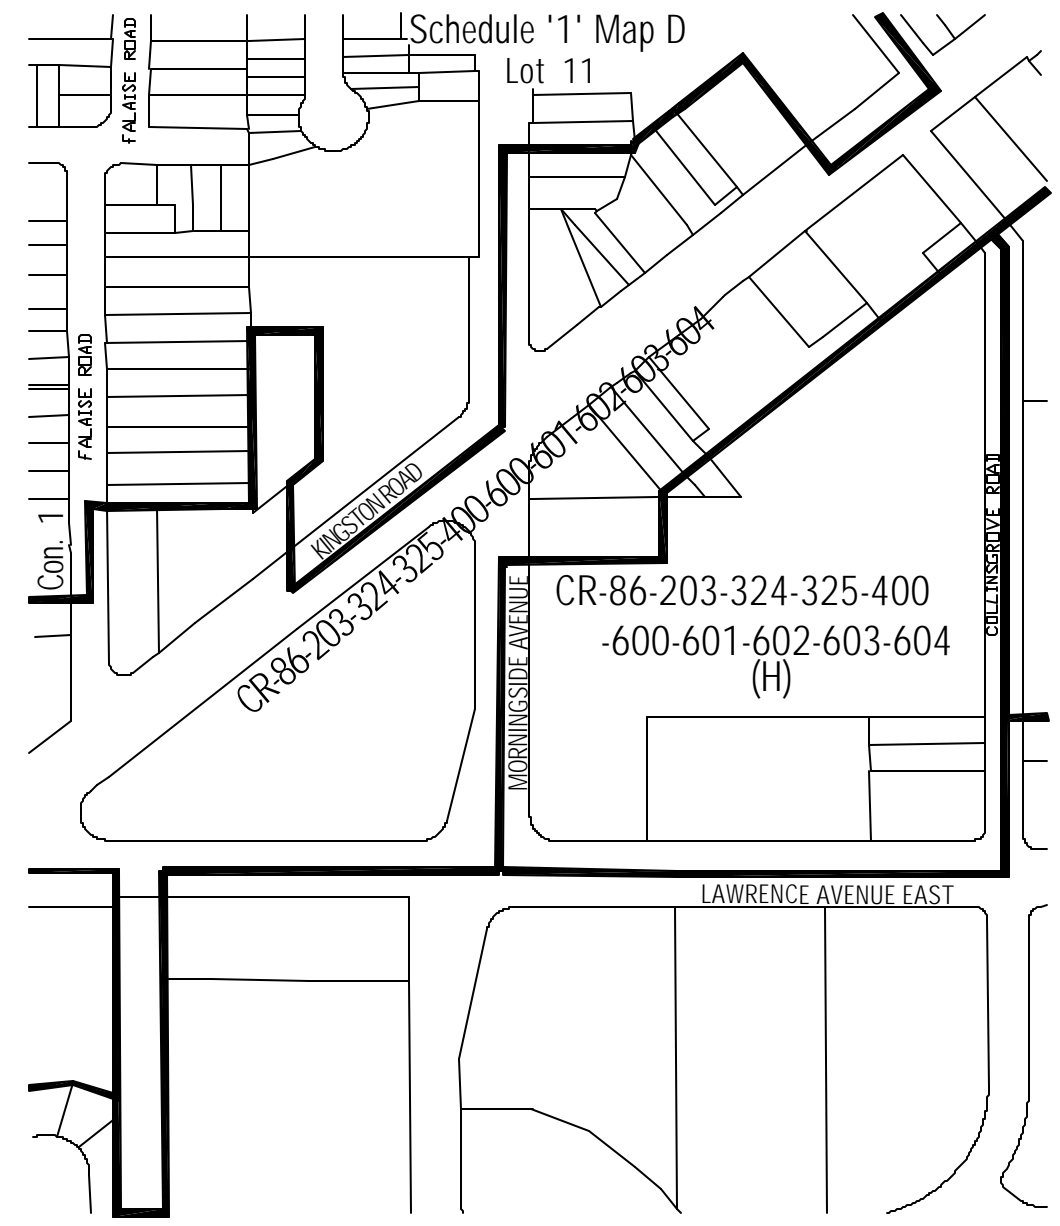 Schedule '1' Map D
Lot 11
FALAISE ROAD
FALAISE ROAD
Con. 1
KINGSTON ROAD
CR-86-203-324-325-400-600-601-602-603-604
MORNINGSIDE AVENUE
CR-86-203-324-325-400
-600-601-602-603-604
(H)
COLLINSGROVE ROAD
LAWRENCE AVENUE EAST